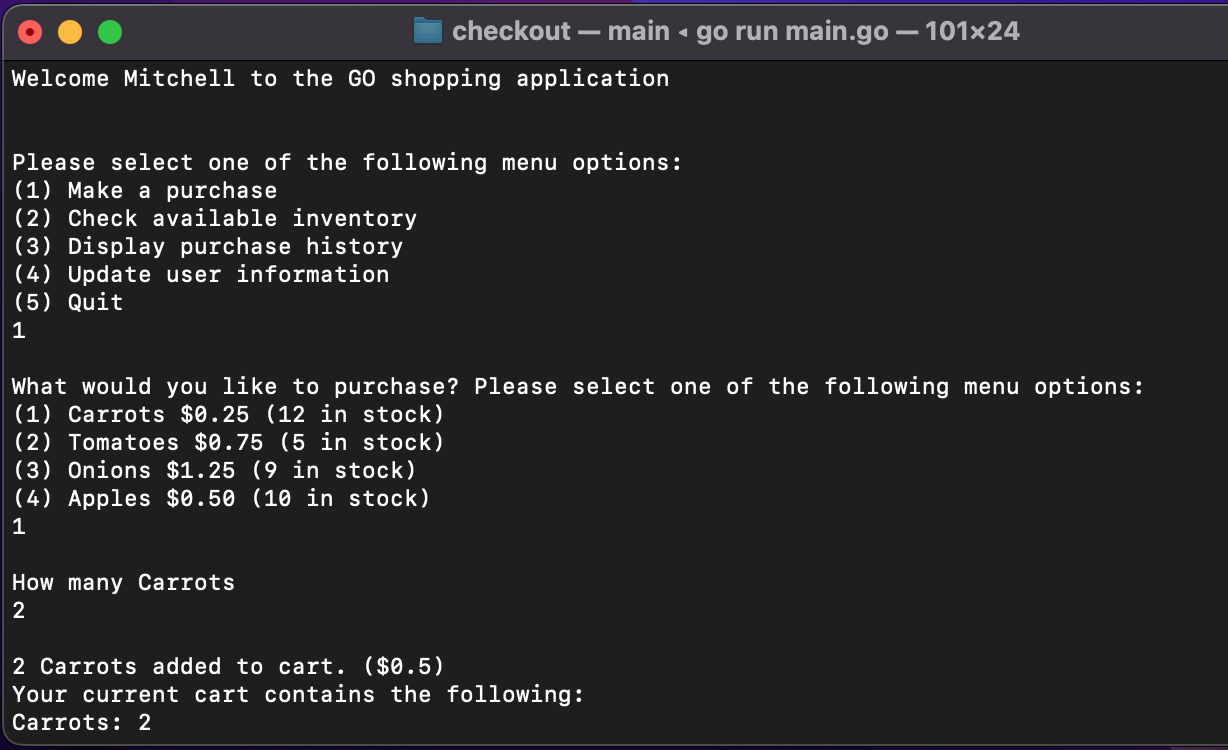 checkout — main ◂ go run main.go — 101×24
Welcome Mitchell to the GO shopping application
Please select one of the following menu options:
(1) Make a purchase
(2) Check available inventory
(3) Display purchase history
(4) Update user information
(5) Quit
1
What would you like to purchase? Please select one of the following menu options:
(1) Carrots $0.25 (12 in stock)
(2) Tomatoes $0.75 (5 in stock)
(3) Onions $1.25 (9 in stock)
(4) Apples $0.50 (10 in stock)
1
How many Carrots
2
2 Carrots added to cart. ($0.5)
Your current cart contains the following:
Carrots: 2